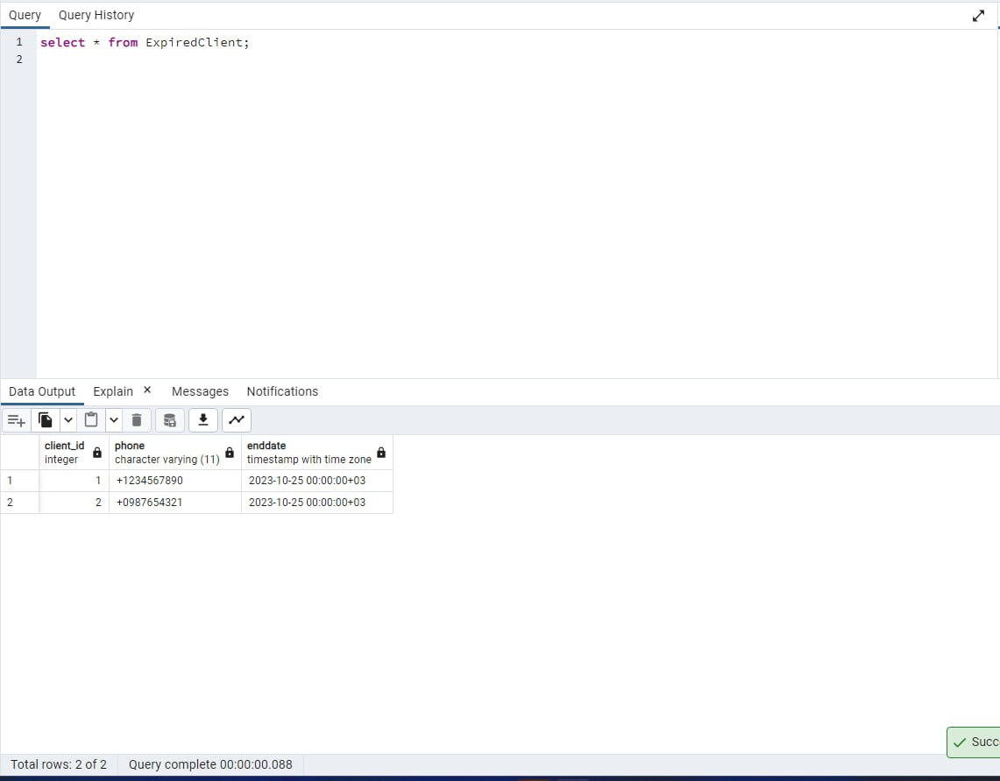 Query Query History
1 select * from ExpiredClient;
2
Data Output Explain × Messages Notifications
client_id phone enddate
integer character varying (11) timestamp with time zone
1 1 +1234567890 2023-10-25 00:00:00+03
2 2 +0987654321 2023-10-25 00:00:00+03
Succ
Total rows: 2 of 2 Query complete 00:00:00.088